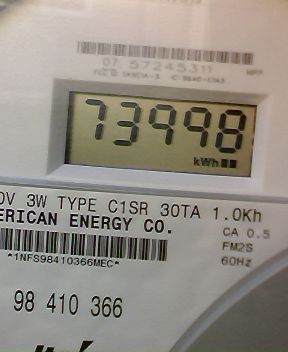 07 57245311
73998
kWh
0V 3W TYPE C1SR 30TA 1.0Kh
ERICAN ENERGY CO.
CA 0.5
FM2S
60Hz
*1NFS98410366MEC*
98 410 366